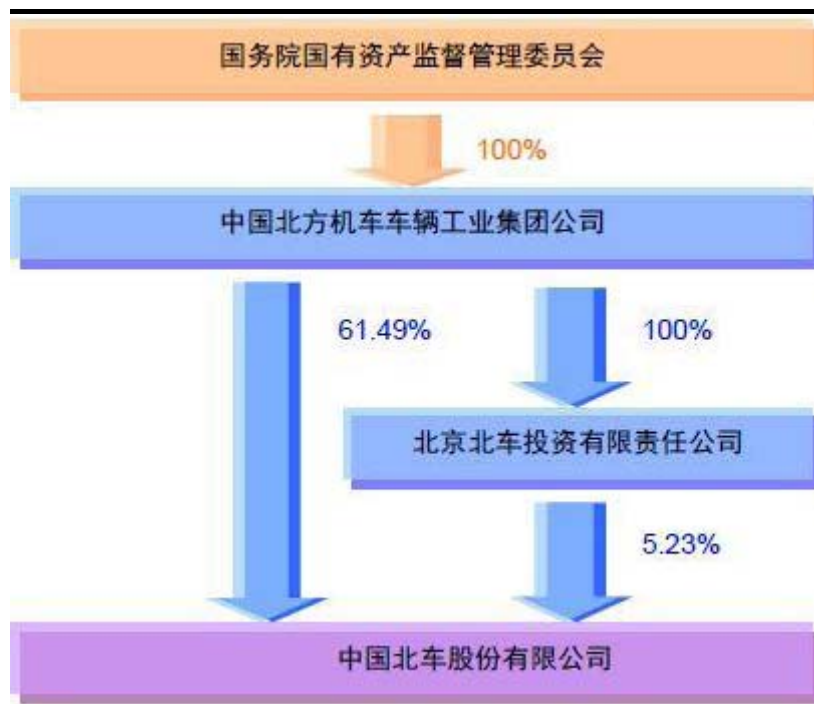 国务院国有资产监督管理委员会
100%
中国北方机车车辆工业集团公司
61.49%
100%
北京北车投资有限责任公司
5.23%
中国北车股份有限公司